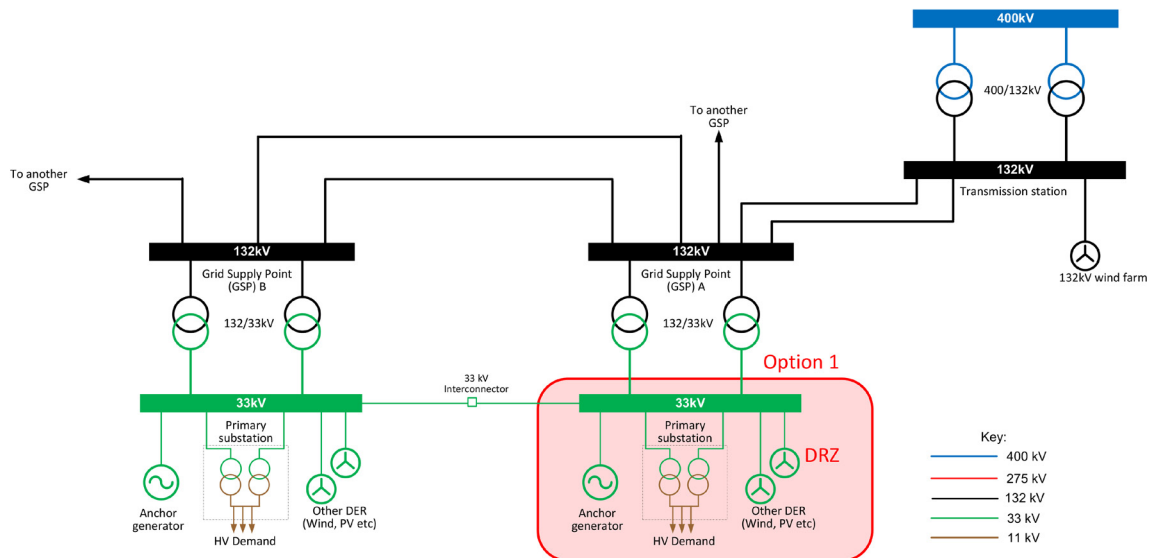 400kV
400/132kV
To another
GSP
To another
GSP
132kV
Transmission station
132kV
Grid Supply Point
(GSP) B
132kV
Grid Supply Point
(GSP) A
132kV wind farm
132/33kV
132/33kV
Option 1
33 kV
Interconnector
33kV
Primary
substation
33kV
Primary
substation
DRZ
Anchor
generator
HV Demand
Other DER
(Wind, PV etc)
Anchor
generator
HV Demand
Other DER
(Wind, PV etc)
Key:
400 kV
275 kV
132 kV
33 kV
11 kV